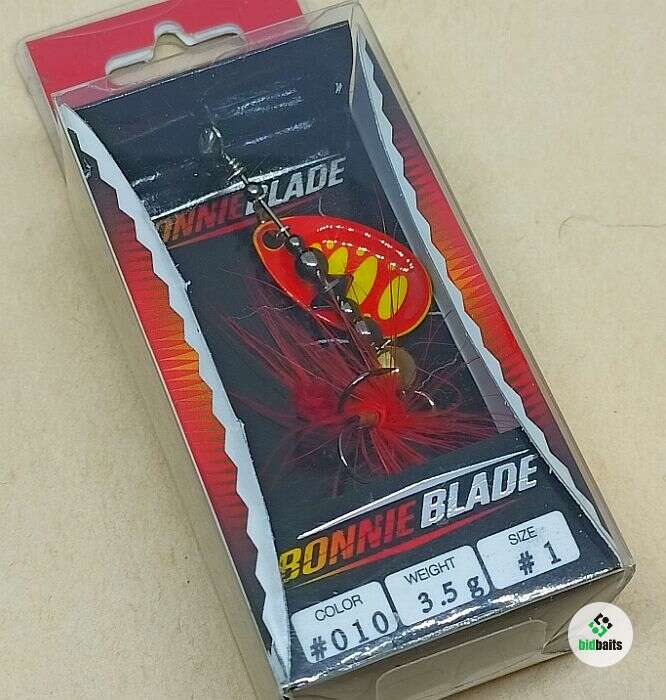 BONNIE BLADE
BONNIE BLADE
COLOR
#010
WEIGHT
3.5g
SIZE
#1
bidbaits